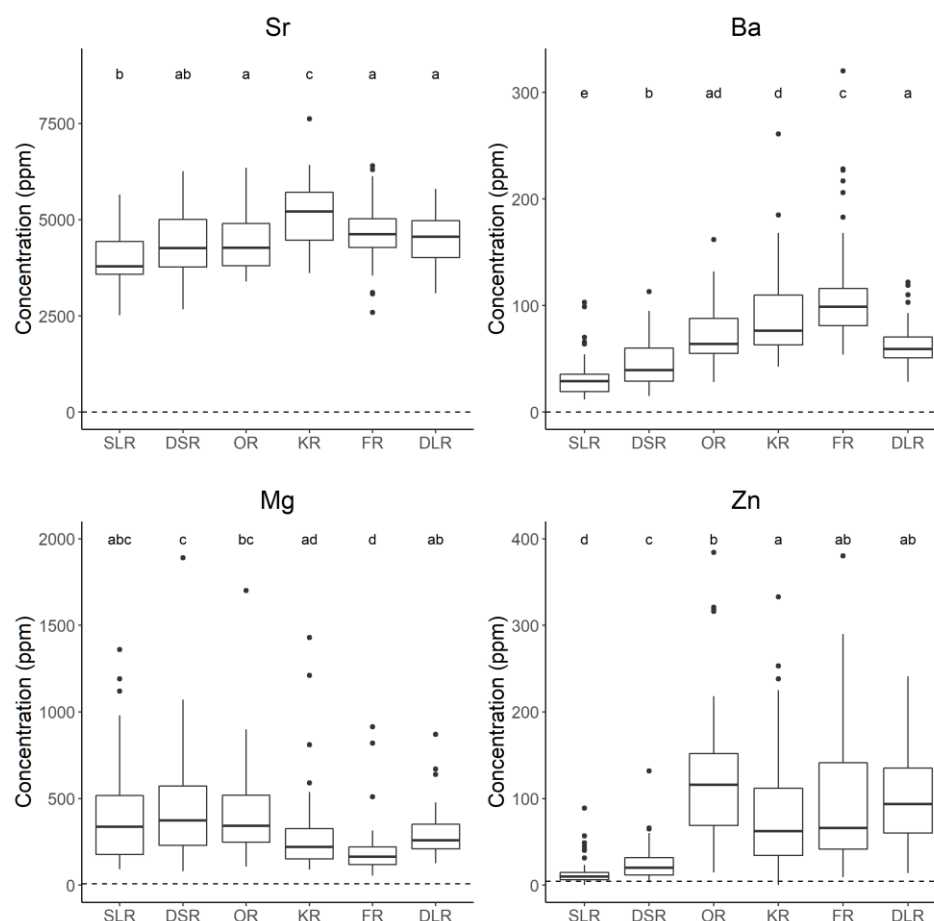 Sr
Ba
b ab a c a a
e b ad d c a
Concentration (ppm)
7500
5000
2500
0
Concentration (ppm)
300
200
100
0
SLR DSR OR KR FR DLR
SLR DSR OR KR FR DLR
Mg
Zn
abc c bc ad d ab
d c b a ab ab
Concentration (ppm)
2000
1500
1000
500
0
Concentration (ppm)
400
300
200
100
0
SLR DSR OR KR FR DLR
SLR DSR OR KR FR DLR